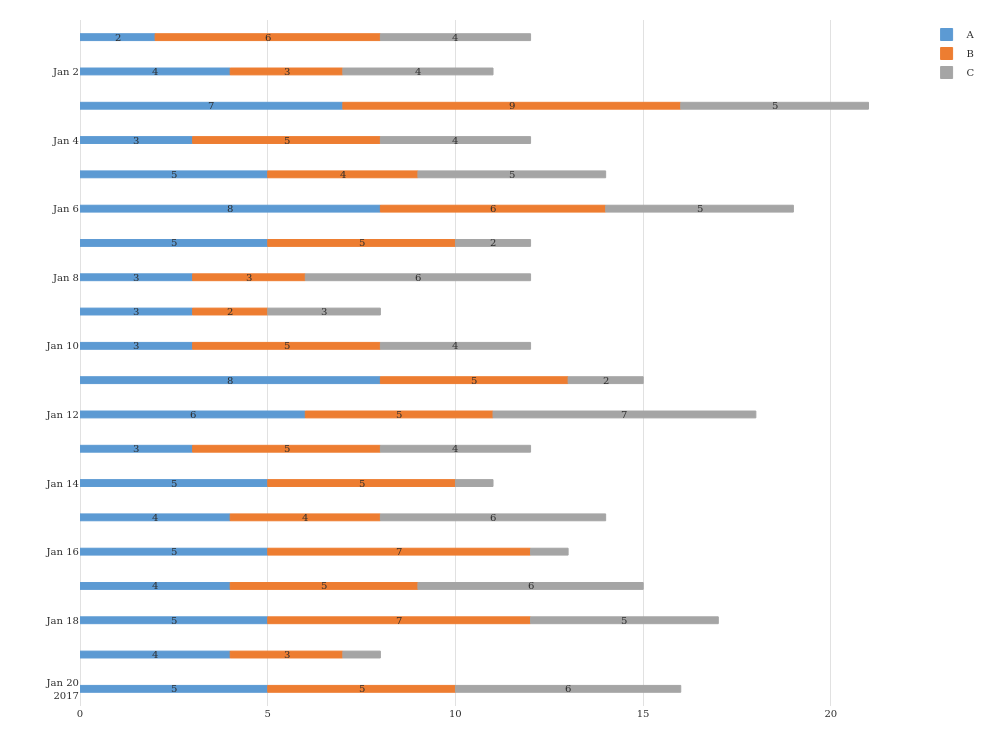 2 6 4
A
B
Jan 2 4 3 4
C
7 9 5
Jan 4 3 5 4
5 4 5
Jan 6 8 6 5
5 5 2
Jan 8 3 3 6
3 2 3
Jan 10 3 5 4
8 5 2
Jan 12 6 5 7
3 5 4
Jan 14 5 5
4 4 6
Jan 16 5 7
4 5 6
Jan 18 5 7 5
4 3
Jan 20
2017
5 5 6
0 5 10 15 20